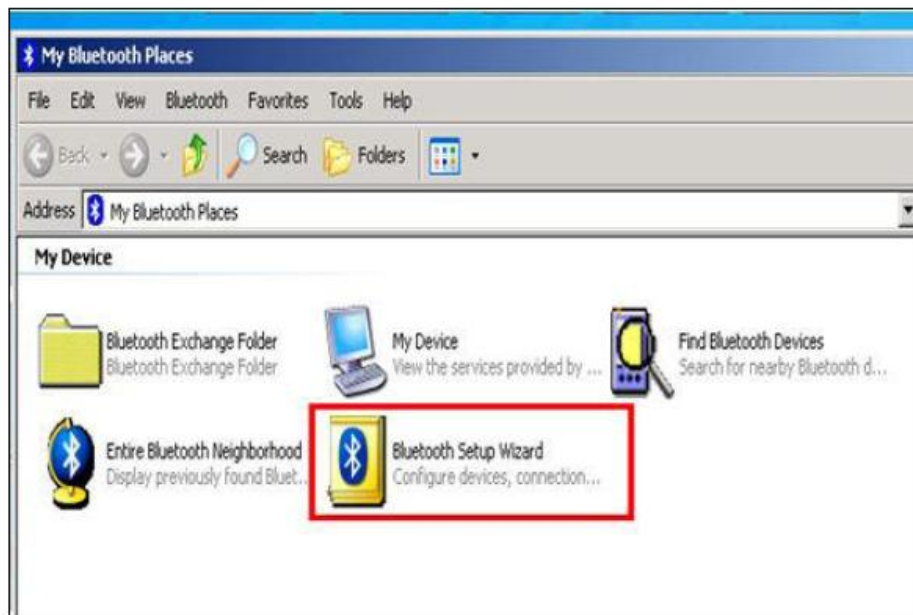 My Bluetooth Places
File Edit View Bluetooth Favorites Tools Help
Back Search Folders
Address My Bluetooth Places
My Device
Bluetooth Exchange Folder
Bluetooth Exchange Folder
My Device
View the services provided by ...
Find Bluetooth Devices
Search for nearby Bluetooth d...
Entire Bluetooth Neighborhood
Display previously found Bluet...
Bluetooth Setup Wizard
Configure devices, connection...